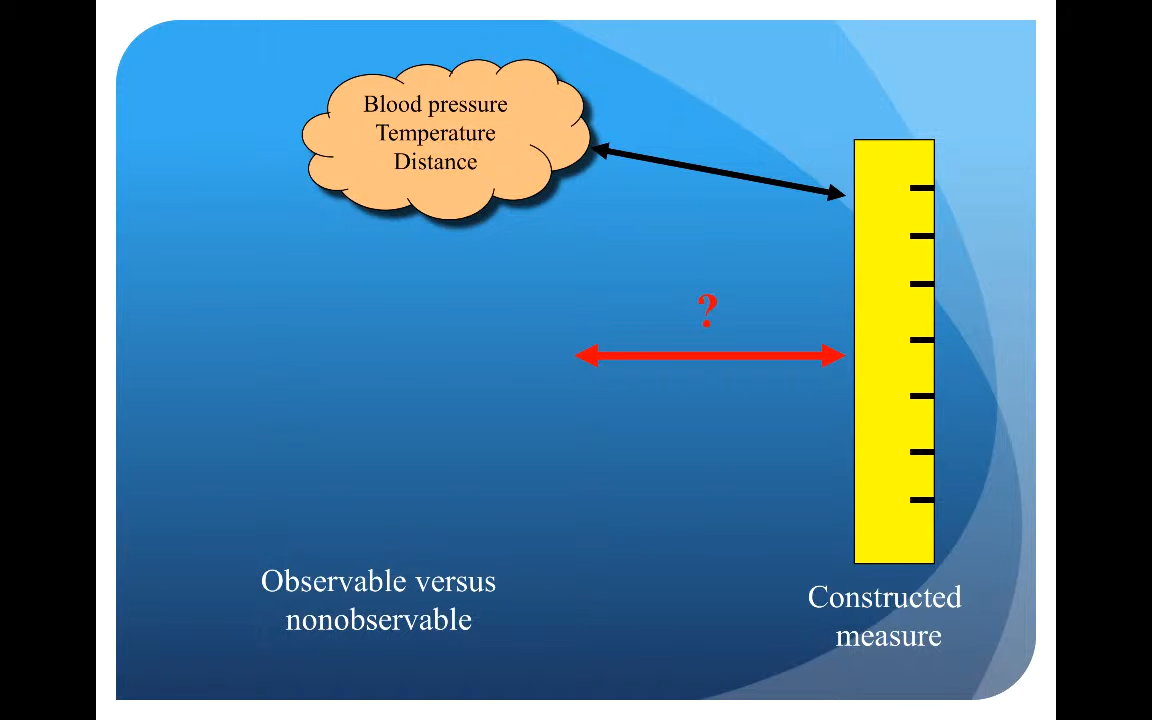 Blood pressure
Temperature
Distance
?
Observable versus
nonobservable
Constructed
measure